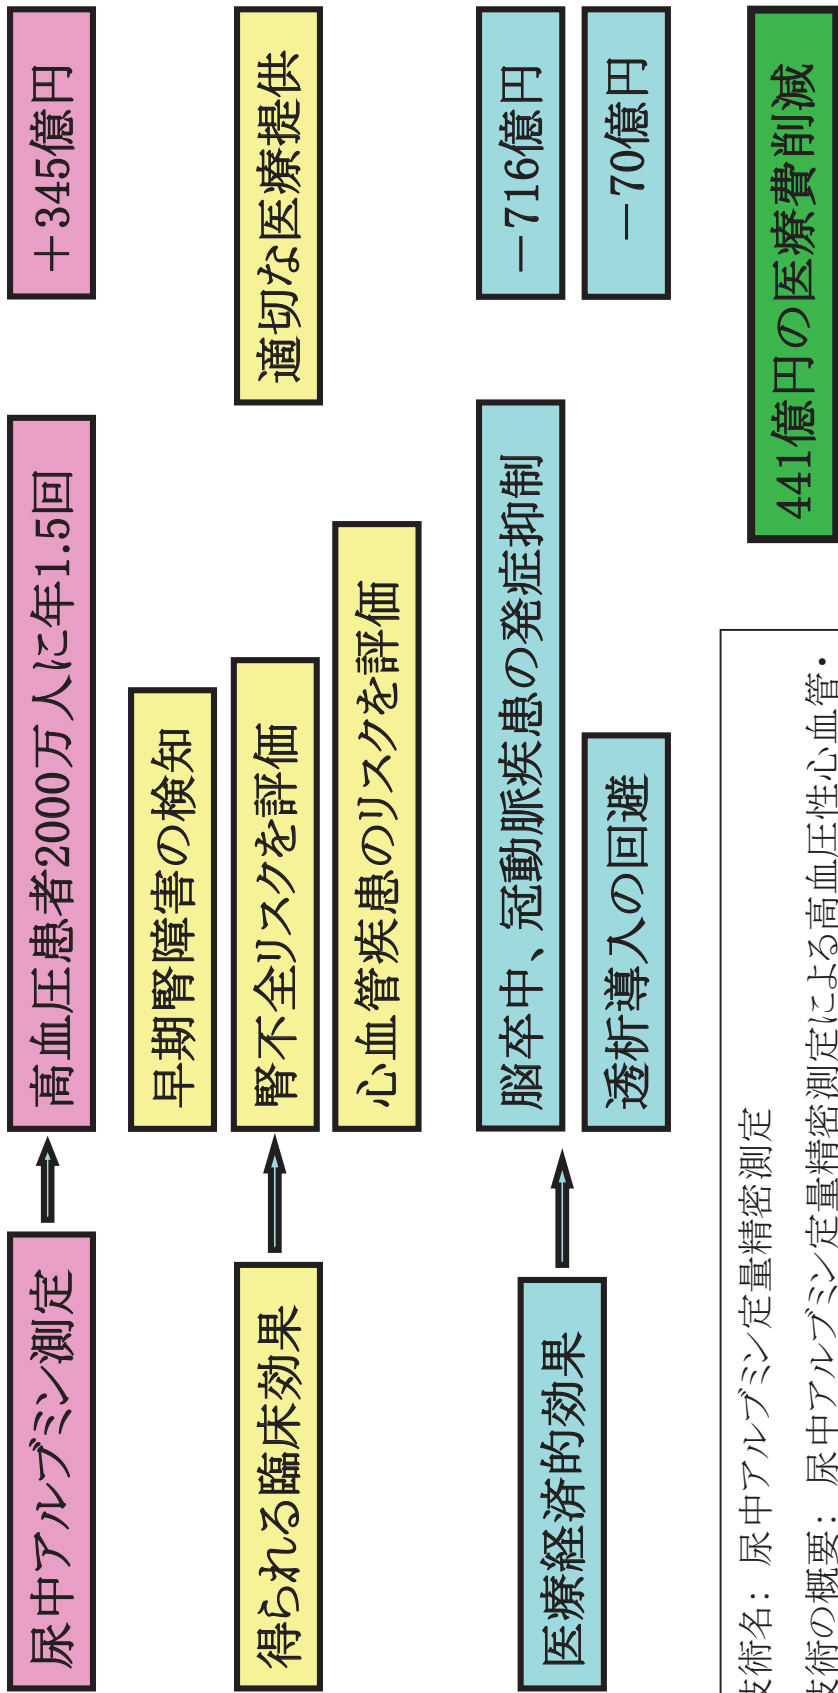 尿中アルブミン測定
高血圧患者2000万人に年1.5回
＋345億円
得られる臨床効果
早期腎障害の検知
腎不全リスクを評価
心血管疾患のリスクを評価
適切な医療提供
医療経済的効果
脳卒中、冠動脈疾患の発症抑制
－716億円
透析導入の回避
－70億円
441億円の医療費削減
技術名：尿中アルブミン定量精密測定
技術の概要：尿中アルブミン定量精密測定による高血圧性心血管・